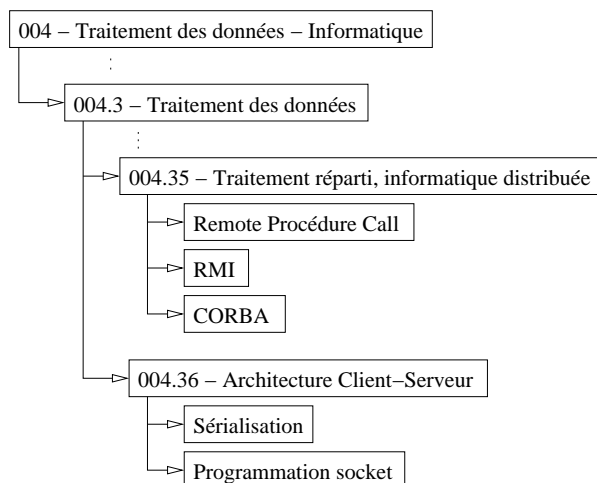 004 – Traitement des données – Informatique
004.3 – Traitement des données
004.35 – Traitement réparti, informatique distribuée
Remote Procédure Call
RMI
CORBA
004.36 – Architecture Client–Serveur
Sérialisation
Programmation socket